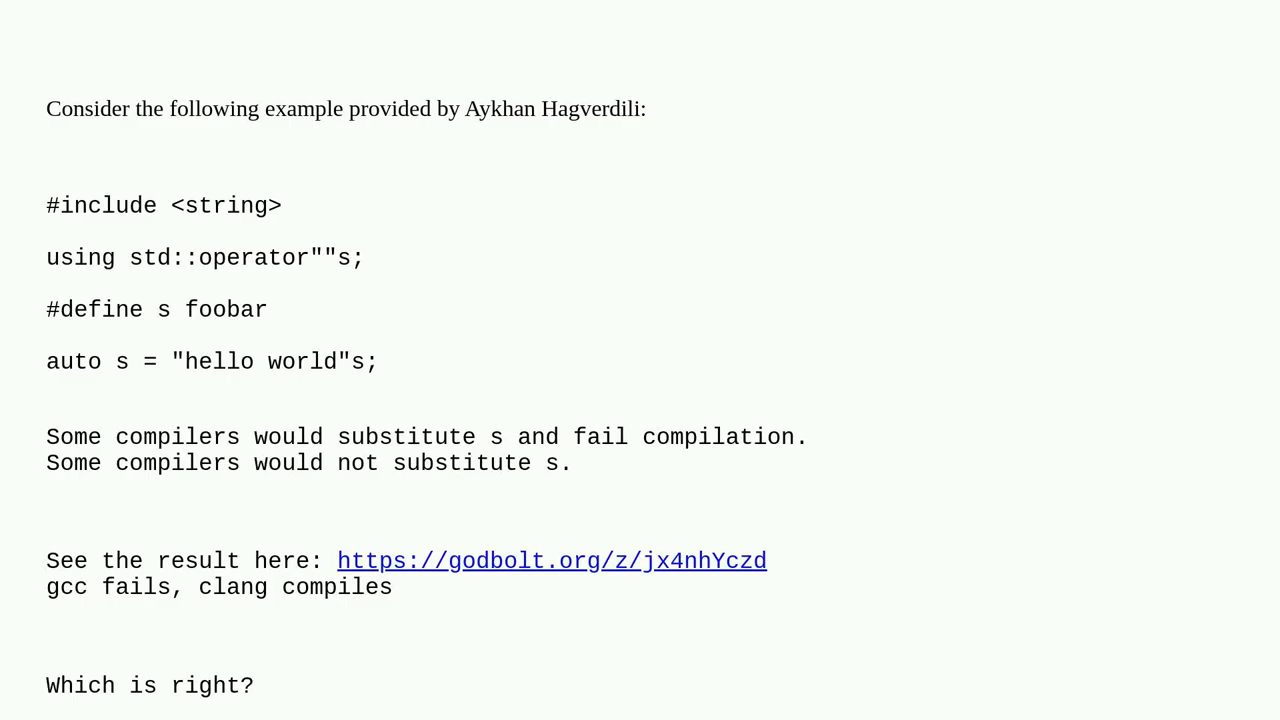 Consider the following example provided by Aykhan Hagverdili:
#include <string>
using std::operator""s;
#define s foobar
auto s = "hello world"s;
Some compilers would substitute s and fail compilation.
Some compilers would not substitute s.
See the result here: https://godbolt.org/z/jx4nhYczd
gcc fails, clang compiles
Which is right?